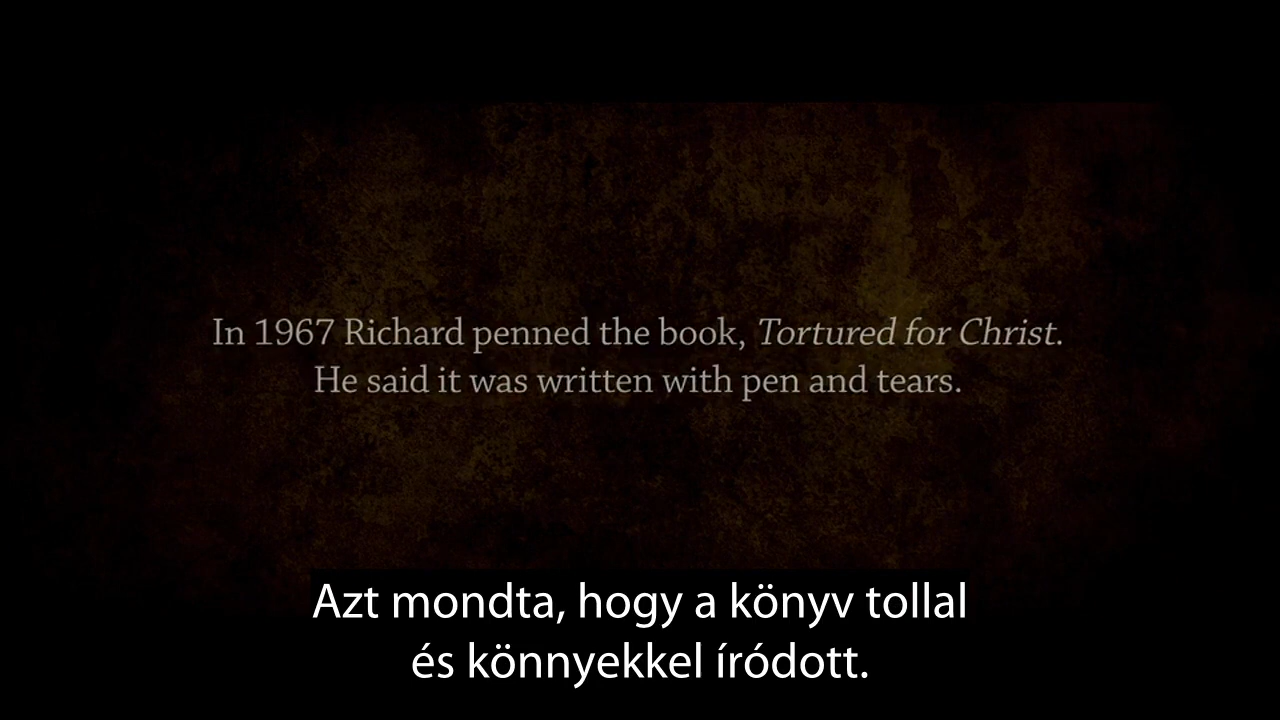 In 1967 Richard penned the book, Tortured for Christ.
He said it was written with pen and tears.
Azt mondta, hogy a könyv tollal
és könnyekkel íródott.